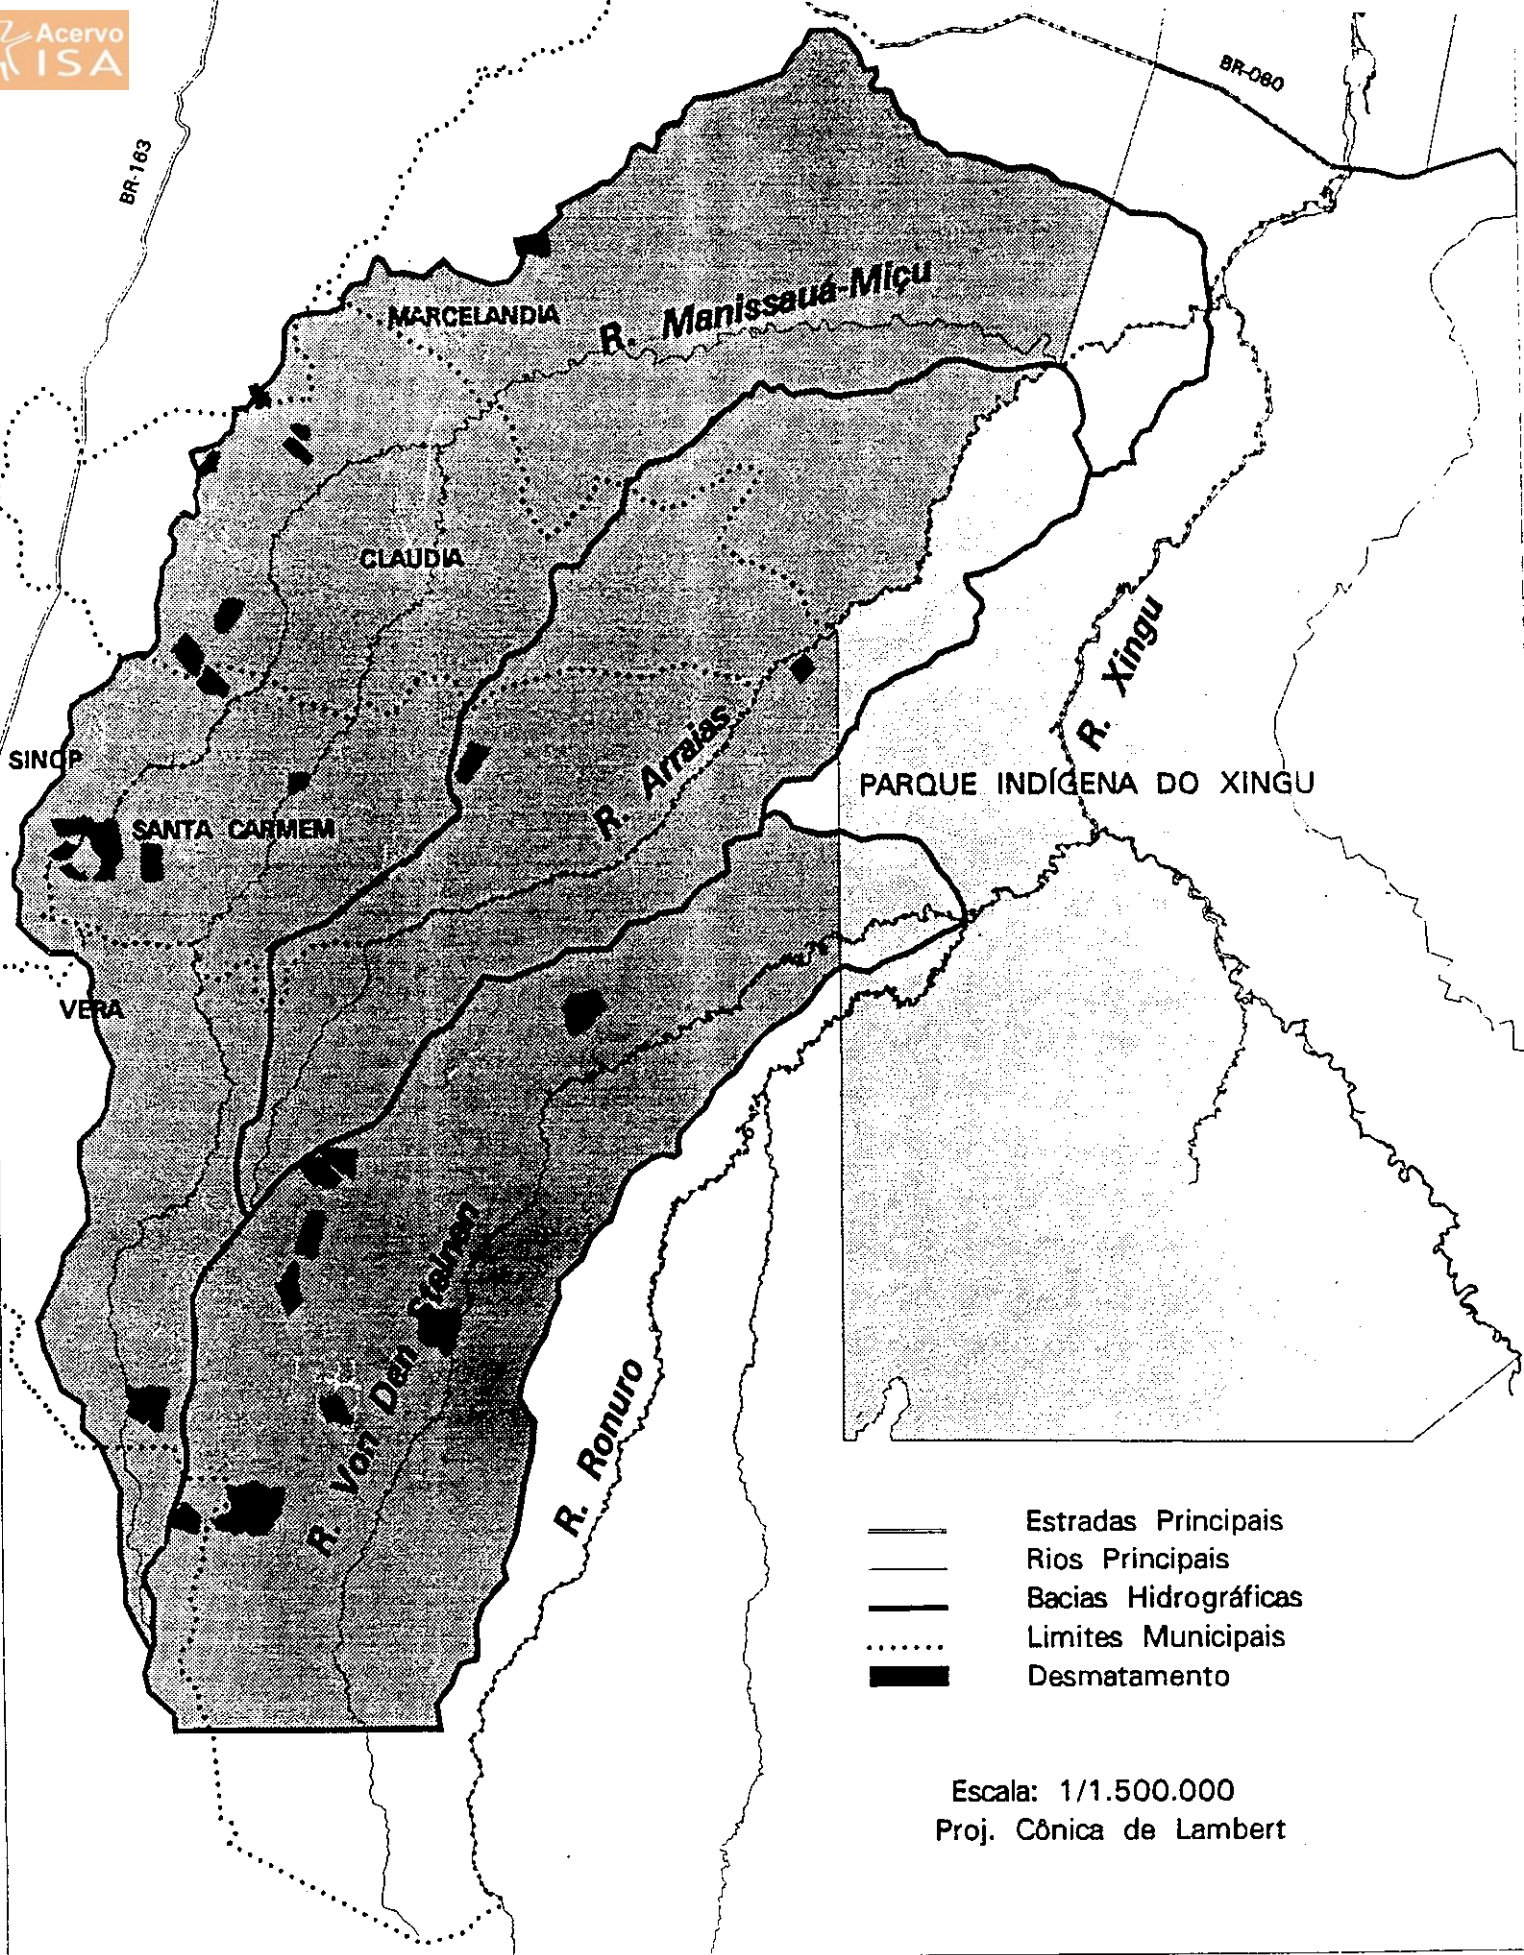 Acervo
ISA
BR-080
BR-163
R. Manissauá-Miçu
MARCELANDIA
CLAUDIA
R. Xingu
R. Arraias
SINOP
PARQUE INDÍGENA DO XINGU
SANTA CARMEM
VERA
R. Von Den Steinen
R. Ronuro
Estradas Principais
Rios Principais
Bacias Hidrográficas
Limites Municipais
Desmatamento
Escala: 1/1.500.000
Proj. Cônica de Lambert